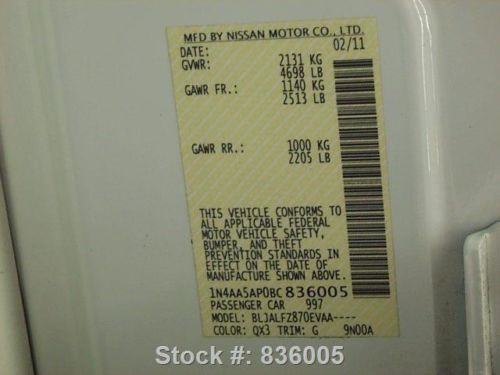 MFD BY NISSAN MOTOR CO., LTD.
DATE: 02/11
GVWR: 2131 KG
4698 LB
GAWR FR.: 1140 KG
2513 LB
GAWR RR.: 1000 KG
2205 LB
THIS VEHICLE CONFORMS TO
ALL APPLICABLE FEDERAL
MOTOR VEHICLE SAFETY,
BUMPER, AND THEFT
PREVENTION STANDARDS IN
EFFECT ON THE DATE OF
MANUFACTURE SHOWN ABOVE.
1N4AA5AP0BC836005
PASSENGER CAR 997
MODEL: BLJALFZ870EVAA----
COLOR: QX3 TRIM: G 9N00A
Stock #: 836005